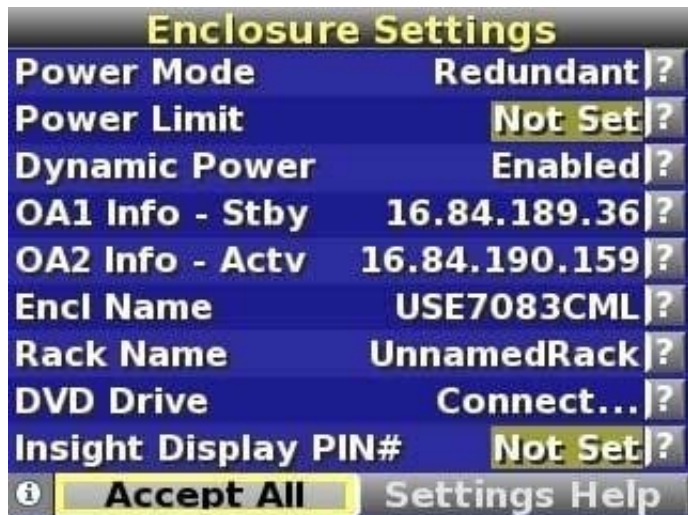 Enclosure Settings
Power Mode Redundant ?
Power Limit Not Set ?
Dynamic Power Enabled ?
OA1 Info - Stby 16.84.189.36 ?
OA2 Info - Actv 16.84.190.159 ?
Encl Name USE7083CML ?
Rack Name UnnamedRack ?
DVD Drive Connect... ?
Insight Display PIN# Not Set ?
i Accept All Settings Help